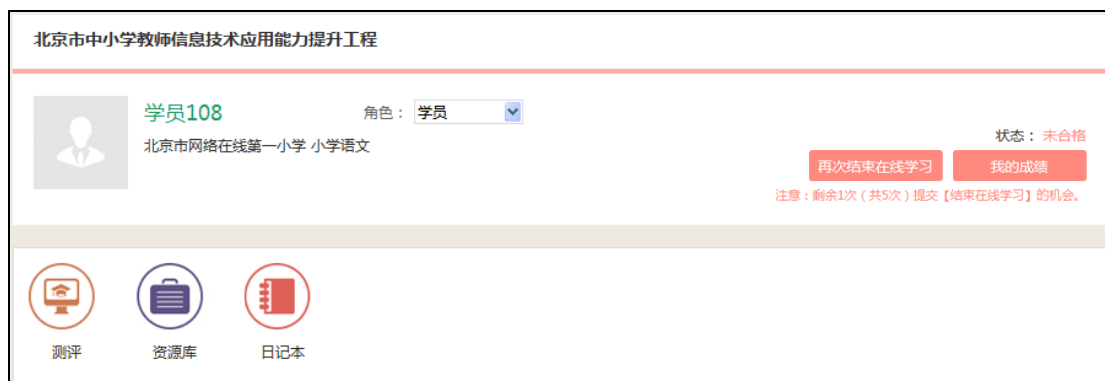 北京市中小学教师信息技术应用能力提升工程
学员108
角色： 学员
北京市网络在线第一小学 小学语文
状态： 未合格
再次结束在线学习 我的成绩
注意：剩余1次（共5次）提交【结束在线学习】的机会。
测评 资源库 日记本